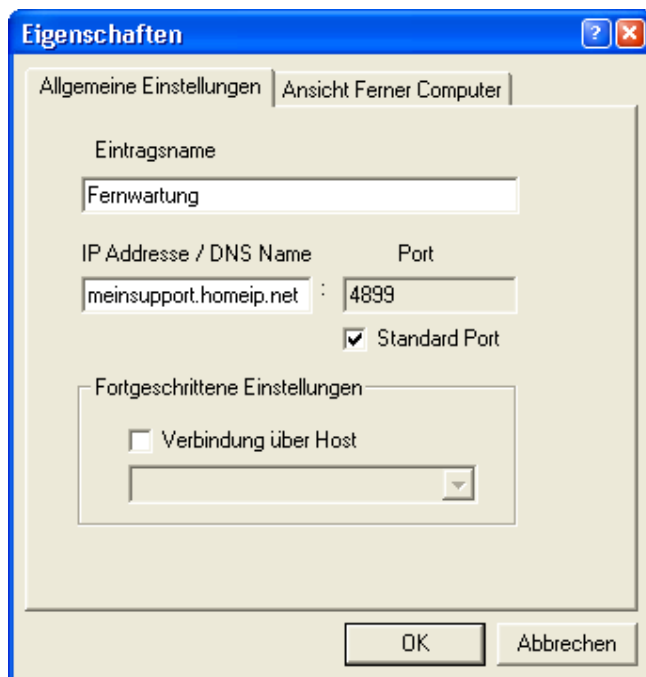 Eigenschaften
Allgemeine Einstellungen Ansicht Ferner Computer
Eintragsname
Fernwartung
IP Addresse / DNS Name Port
meinsupport.homeip.net : 4899
Standard Port
Fortgeschrittene Einstellungen
Verbindung über Host
OK Abbrechen